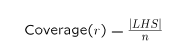 Coverage(r) = |LHS| / n